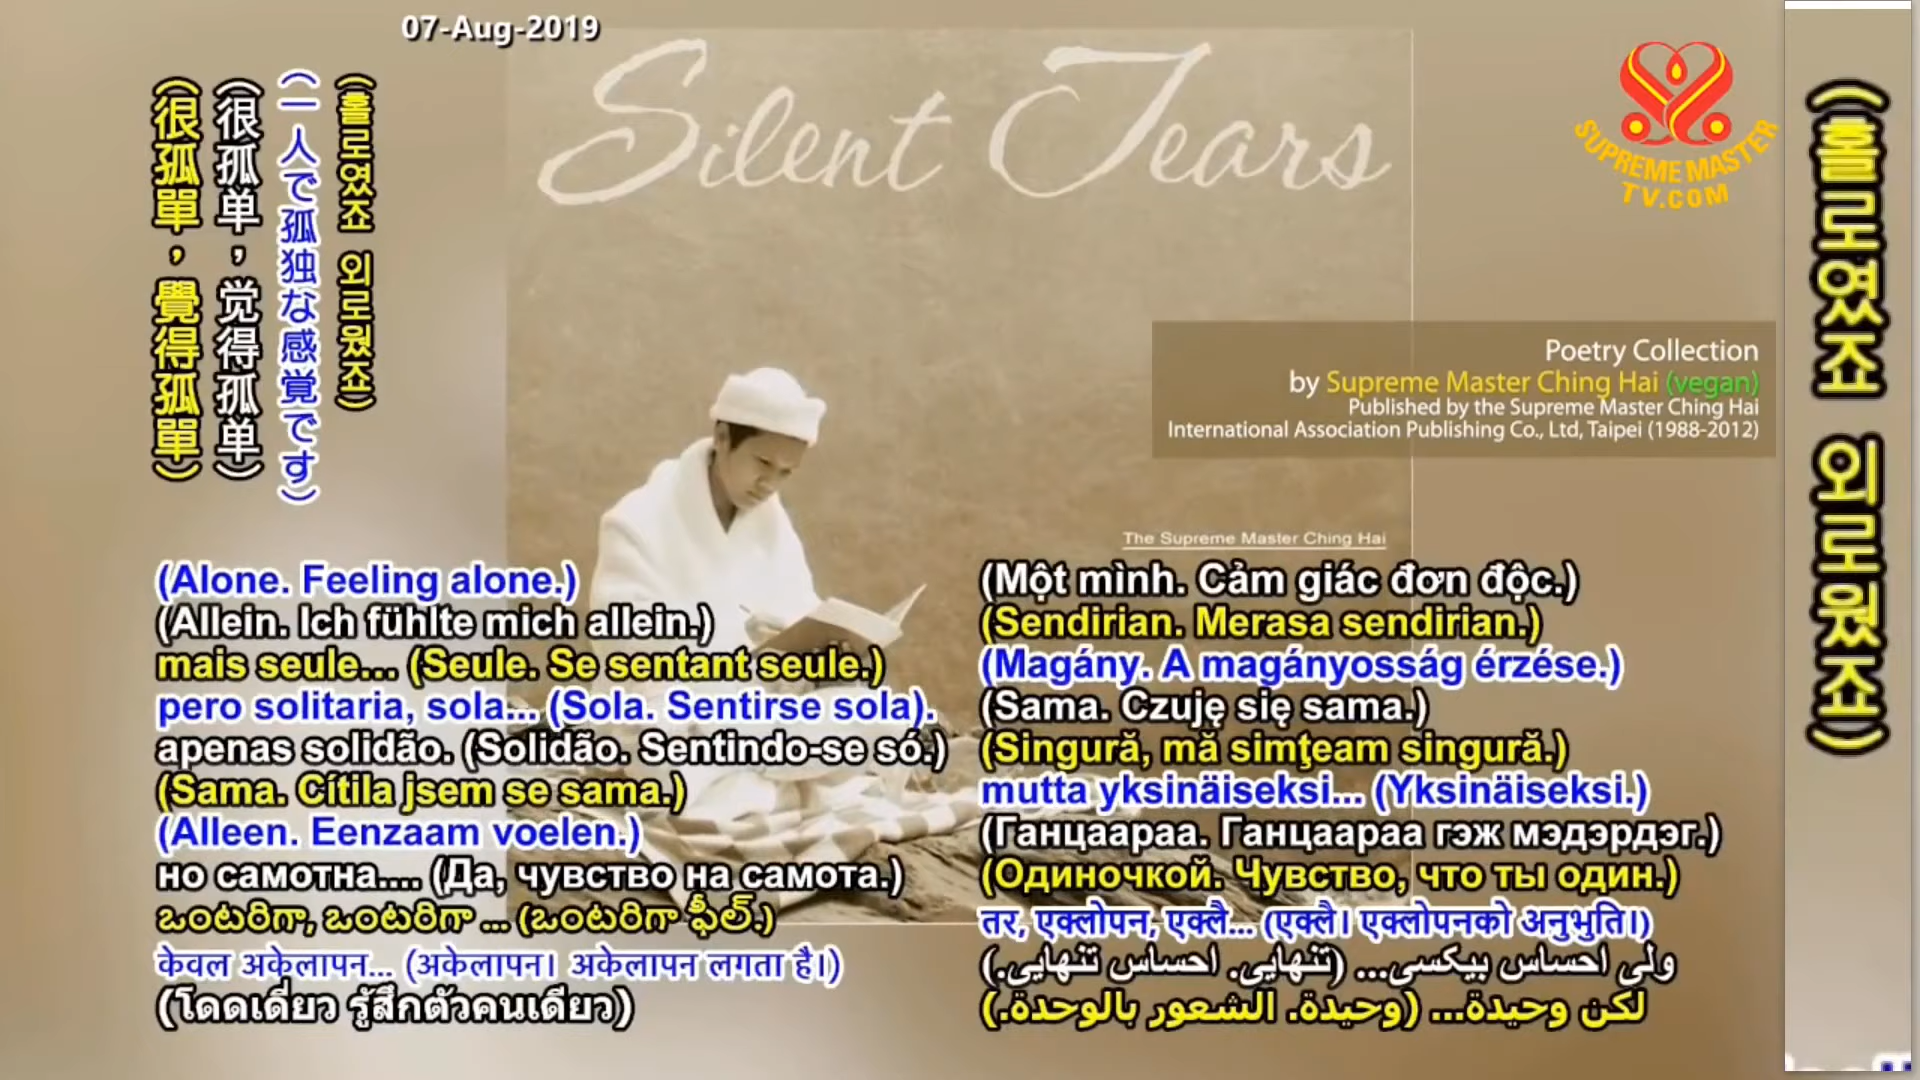 07-Aug-2019
Silent Tears
SUPREME MASTER
TV.COM
(홀로였죠 외로웠죠)
(一人で孤独な感覚です)
(很孤单，觉得孤单)
(很孤單，覺得孤單)
(홀로였죠 외로웠죠)
Poetry Collection
by Supreme Master Ching Hai (vegan)
Published by the Supreme Master Ching Hai
International Association Publishing Co., Ltd, Taipei (1988-2012)
The Supreme Master Ching Hai
(Alone. Feeling alone.)
(Allein. Ich fühlte mich allein.)
mais seule... (Seule. Se sentant seule.)
pero solitaria, sola... (Sola. Sentirse sola).
apenas solidão. (Solidão. Sentindo-se só.)
(Sama. Cítila jsem se sama.)
(Alleen. Eenzaam voelen.)
но самотна.... (Да, чувство на самота.)
ఒంటరిగా, ఒంటరిగా ... (ఒంటరిగా ఫీల్.)
केवल अकेलापन... (अकेलापन। अकेलापन लगता है।)
(โดดเดี่ยว รู้สึกตัวคนเดียว)
(Một mình. Cảm giác đơn độc.)
(Sendirian. Merasa sendirian.)
(Magány. A magányosság érzése.)
(Sama. Czuję się sama.)
(Singură, mă simţeam singură.)
mutta yksinäiseksi... (Yksinäiseksi.)
(Ганцаараа. Ганцаараа гэж мэдэрдэг.)
(Одиночкой. Чувство, что ты один.)
तर, एक्लोपन, एक्लै... (एक्लै। एक्लोपनको अनुभुति।)
ولی احساس بیکسی... (تنهایی. احساس تنهایی.)
لكن وحيدة... (وحيدة. الشعور بالوحدة.)